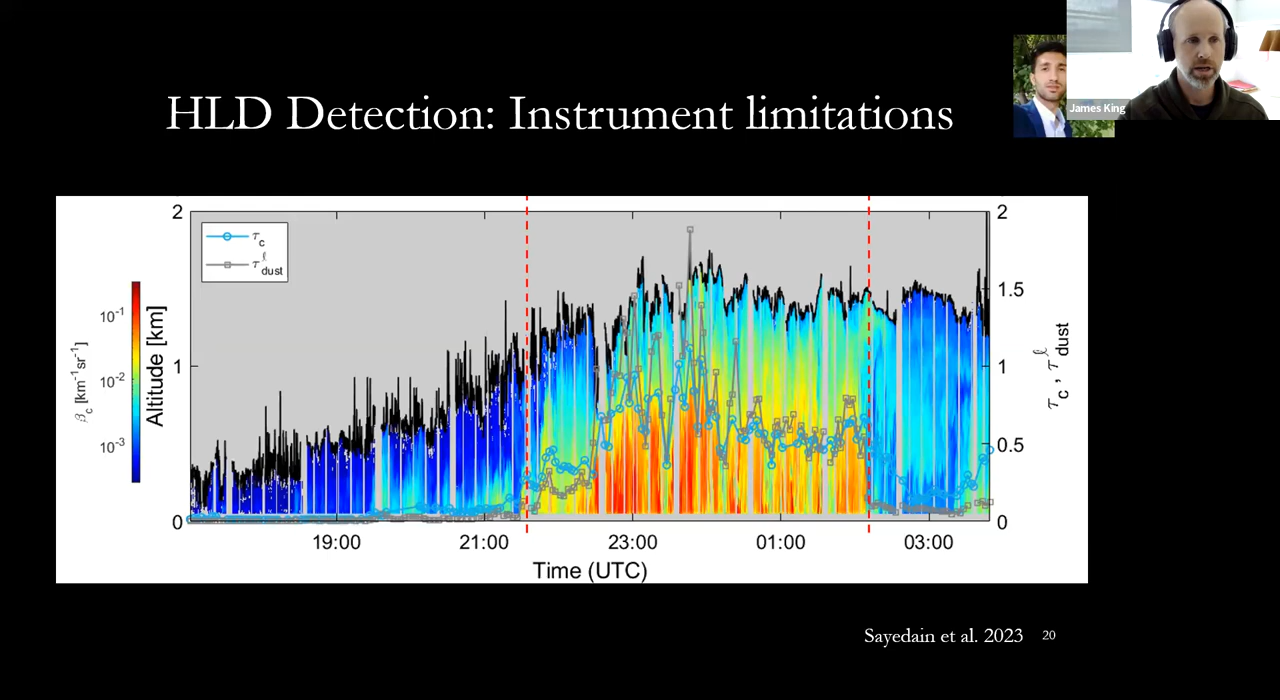 James King
HLD Detection: Instrument limitations
2
2
τc
τℓdust
1.5
1
1
0.5
0
0
10-1
10-2
10-3
βc [km-1sr-1]
Altitude [km]
τc , τℓdust
19:00
21:00
23:00
01:00
03:00
Time (UTC)
Sayedain et al. 2023
20